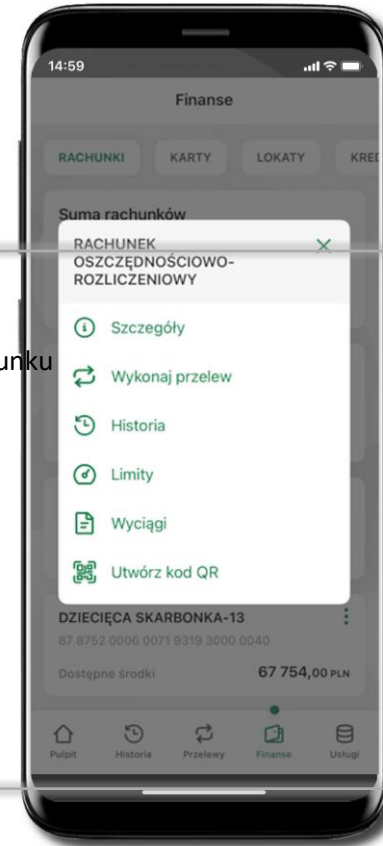 14:59
Finanse
RACHUNKI KARTY LOKATY KRED
Suma rachunków
RACHUNEK
OSZCZĘDNOŚCIOWO-
ROZLICZENIOWY
Szczegóły
unku
Wykonaj przelew
Historia
Limity
Wyciągi
Utwórz kod QR
DZIECIĘCA SKARBONKA-13
87 8752 0006 0071 9319 3000 0040
Dostępne środki 67 754,00 PLN
Pulpit Historia Przelewy Finanse Usługi